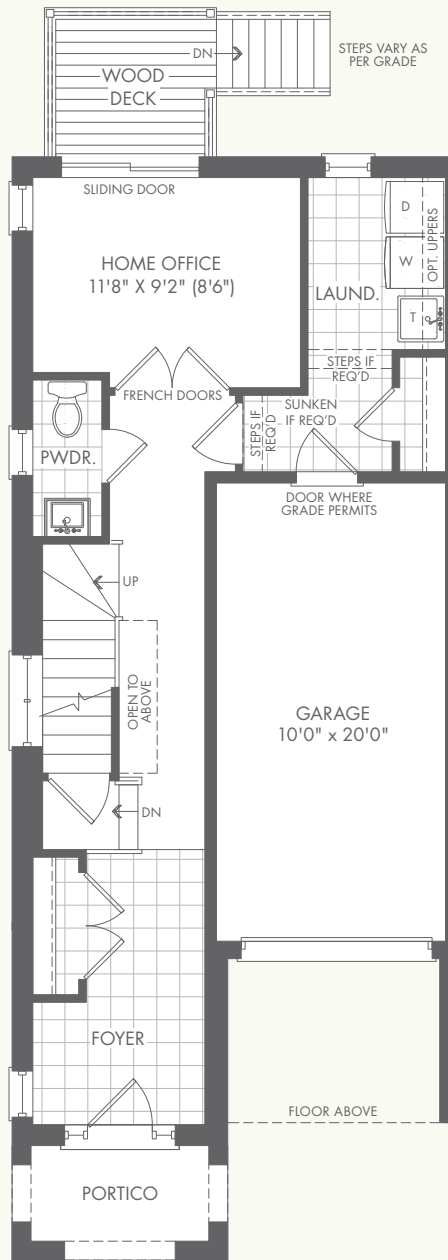 DN
STEPS VARY AS
PER GRADE
WOOD
DECK
SLIDING DOOR
D
OPT. UPPERS
HOME OFFICE
11'8" X 9'2" (8'6")
W
LAUND.
T
STEPS IF
REQ'D
FRENCH DOORS
SUNKEN
IF REQ'D
STEPS IF
REQ'D
PWDR.
DOOR WHERE
GRADE PERMITS
UP
OPEN TO
ABOVE
GARAGE
10'0" x 20'0"
DN
FOYER
FLOOR ABOVE
PORTICO